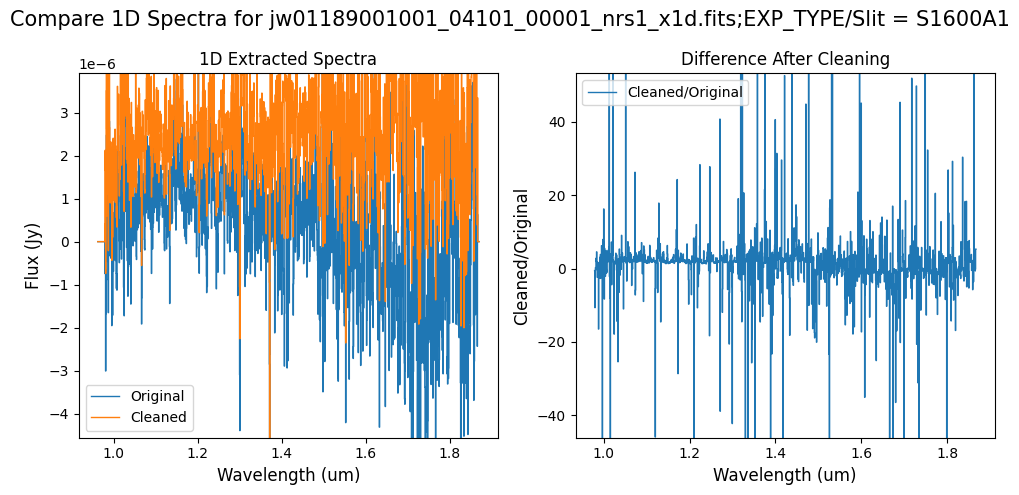 Compare 1D Spectra for jw01189001001_04101_00001_nrs1_x1d.fits;EXP_TYPE/Slit = S1600A1
1D Extracted Spectra
1e−6
3
2
1
0
−1
−2
−3
−4
Flux (Jy)
Original
Cleaned
1.0 1.2 1.4 1.6 1.8
Wavelength (um)
Difference After Cleaning
Cleaned/Original
40
20
0
−20
−40
Cleaned/Original
1.0 1.2 1.4 1.6 1.8
Wavelength (um)